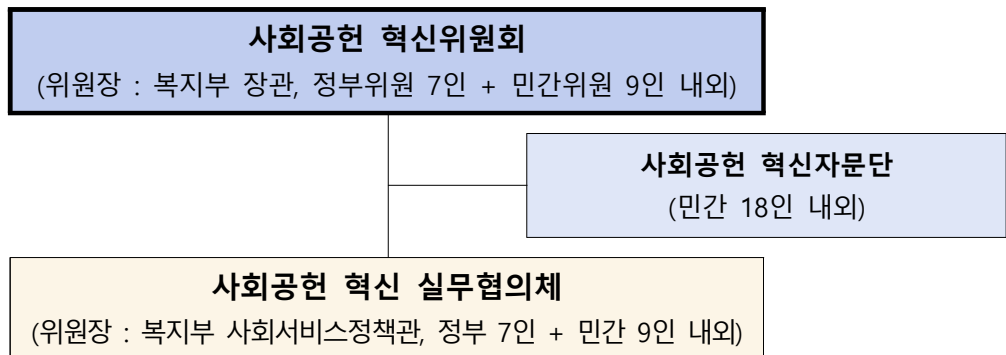 사회공헌 혁신위원회
(위원장 : 복지부 장관, 정부위원 7인 + 민간위원 9인 내외)
사회공헌 혁신자문단
(민간 18인 내외)
사회공헌 혁신 실무협의체
(위원장 : 복지부 사회서비스정책관, 정부 7인 + 민간 9인 내외)